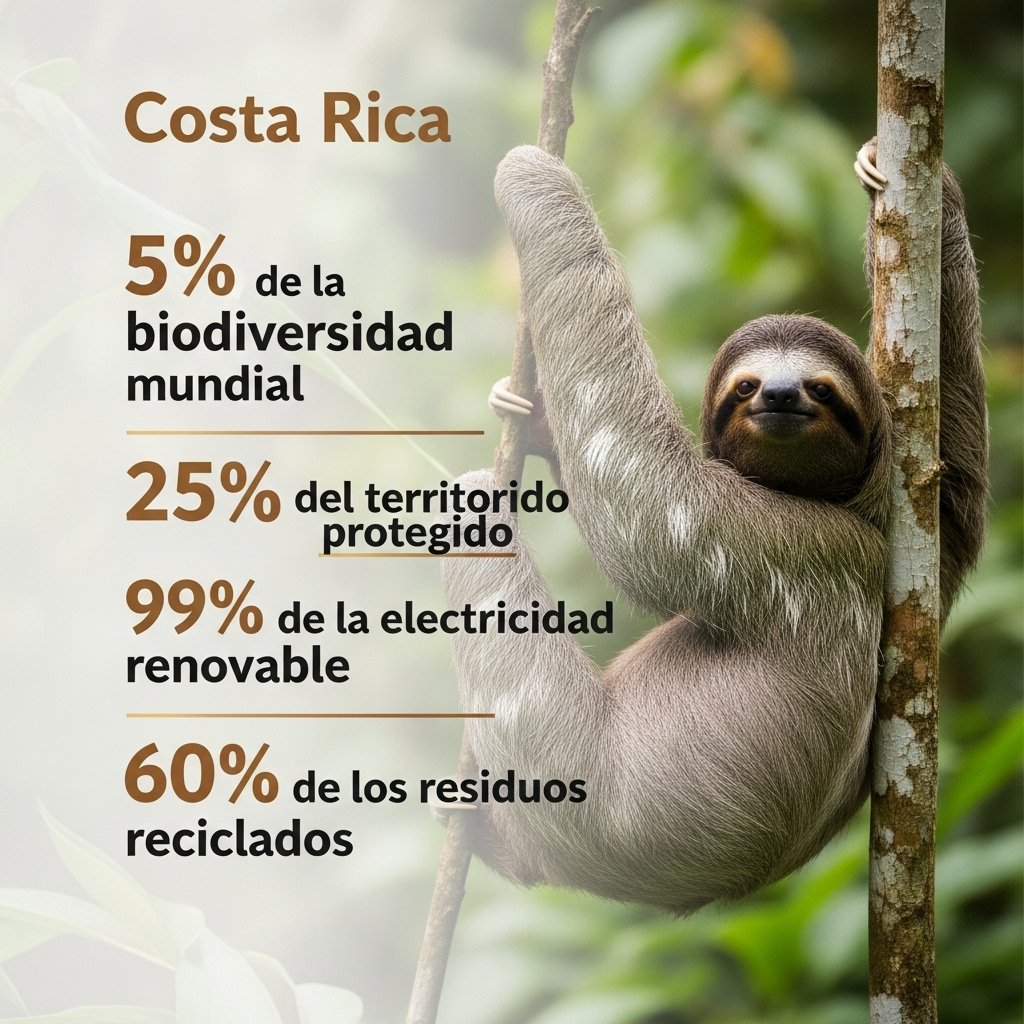 Costa Rica
5% de la
biodiversidad
mundial
25% del territorido
protegido
99% de la electricidad
renovable
60% de los residuos
reciclados